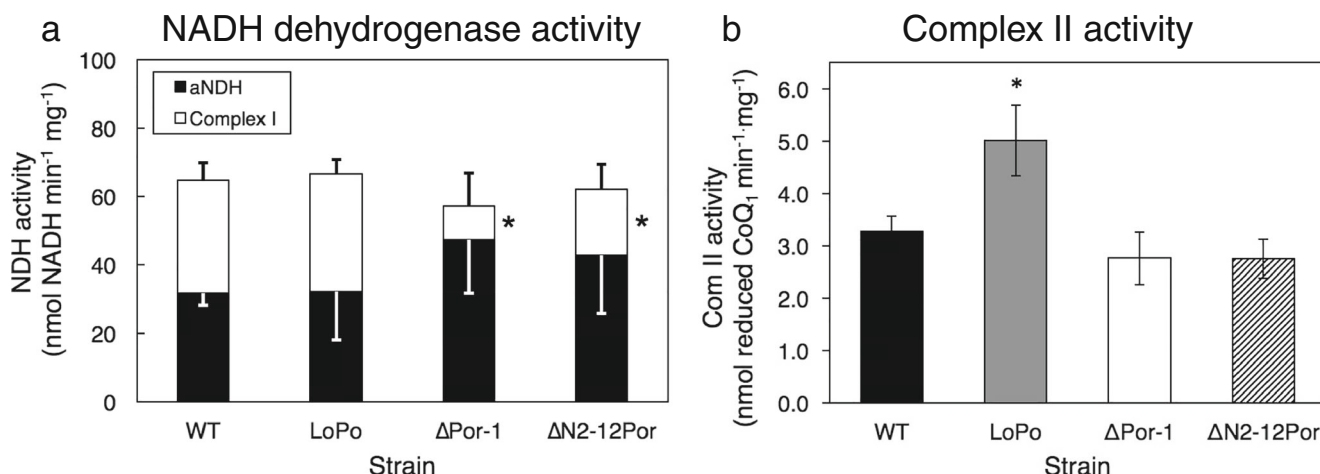 a NADH dehydrogenase activity
NDH activity
(nmol NADH min⁻¹ mg⁻¹)
100
80
60
40
20
0
aNDH
Complex I
*
*
WT LoPo ΔPor-1 ΔN2-12Por
Strain
b Complex II activity
Com II activity
(nmol reduced CoQ₁ min⁻¹·mg⁻¹)
6.0
5.0
4.0
3.0
2.0
1.0
0.0
*
WT LoPo ΔPor-1 ΔN2-12Por
Strain